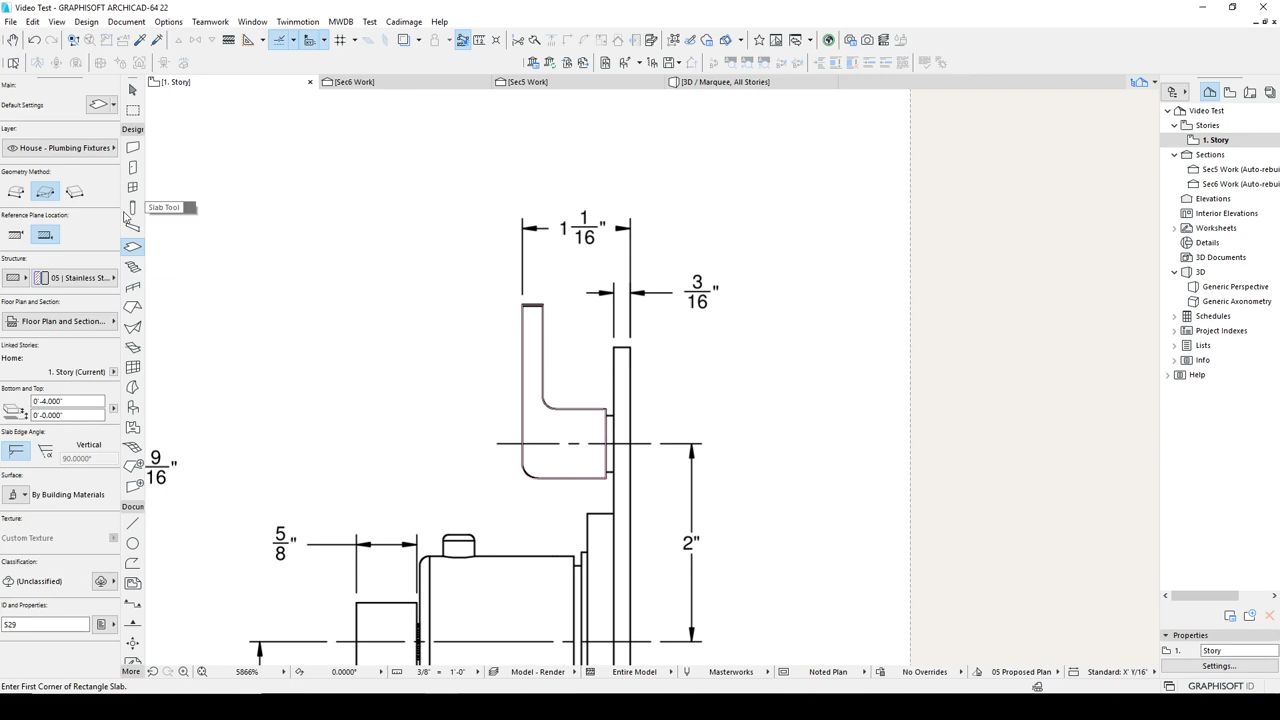 Video Test - GRAPHISOFT ARCHICAD-64 22
File Edit View Design Document Options Teamwork Window Twinmotion MWDB Test Cadimage Help
[1. Story] [Sec6 Work] [Sec5 Work] [3D / Marquee, All Stories]
Main:
Default Settings
Layer:
House - Plumbing Fixtures
Geometry Method:
Reference Plane Location:
Structure:
05 | Stainless St...
Floor Plan and Section:
Floor Plan and Section...
Linked Stories:
Home:
1. Story (Current)
Bottom and Top:
0'-4.000"
0'-0.000"
Slab Edge Angle:
Vertical
90.0000°
Surface:
By Building Materials
Texture:
Custom Texture
Classification:
(Unclassified)
ID and Properties:
S29
Enter First Corner of Rectangle Slab.
Design
Slab Tool
Docum
More
1 1/16"
3/16"
9/16"
5/8"
2"
5866% 0.0000° 3/8" = 1'-0" Model - Render Entire Model Masterworks Noted Plan No Overrides 05 Proposed Plan Standard: X' Y/16"
Video Test
Stories
1. Story
Sections
Sec5 Work (Auto-rebui
Sec6 Work (Auto-rebui
Elevations
Interior Elevations
Worksheets
Details
3D Documents
3D
Generic Perspective
Generic Axonometry
Schedules
Project Indexes
Lists
Info
Help
Properties
1. Story
Settings...
GRAPHISOFT ID